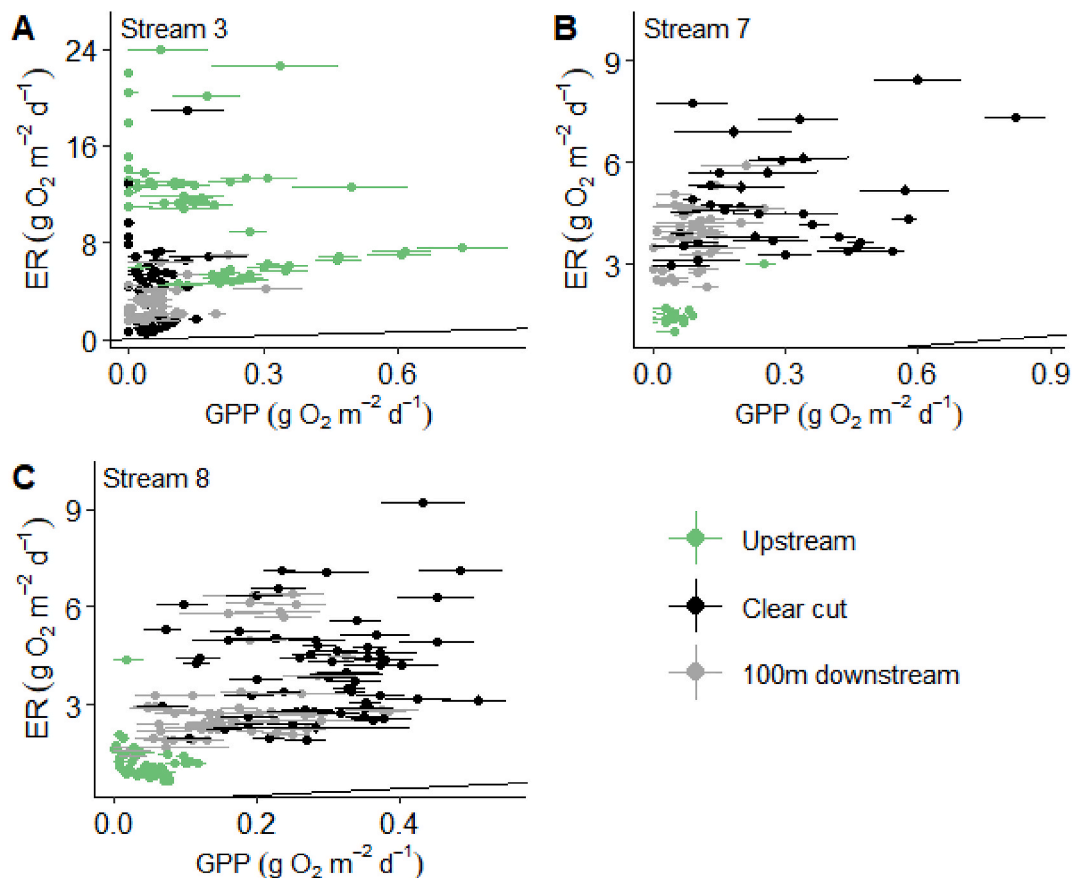 A Stream 3
ER (g O₂ m⁻² d⁻¹)
24
16
8
0
0.0 0.3 0.6
GPP (g O₂ m⁻² d⁻¹)
B Stream 7
ER (g O₂ m⁻² d⁻¹)
9
6
3
0.0 0.3 0.6 0.9
GPP (g O₂ m⁻² d⁻¹)
C Stream 8
ER (g O₂ m⁻² d⁻¹)
9
6
3
0.0 0.2 0.4
GPP (g O₂ m⁻² d⁻¹)
Upstream
Clear cut
100m downstream